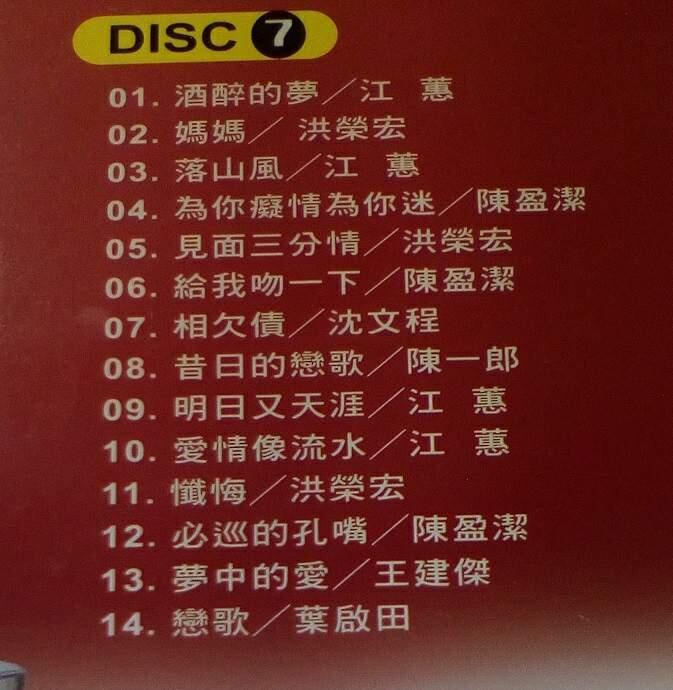 DISC 7
01. 酒醉的夢／江 蕙
02. 媽媽／洪榮宏
03. 落山風／江 蕙
04. 為你癡情為你迷／陳盈潔
05. 見面三分情／洪榮宏
06. 給我吻一下／陳盈潔
07. 相欠債／沈文程
08. 昔日的戀歌／陳一郎
09. 明日又天涯／江 蕙
10. 愛情像流水／江 蕙
11. 懺悔／洪榮宏
12. 必巡的孔嘴／陳盈潔
13. 夢中的愛／王建傑
14. 戀歌／葉啟田